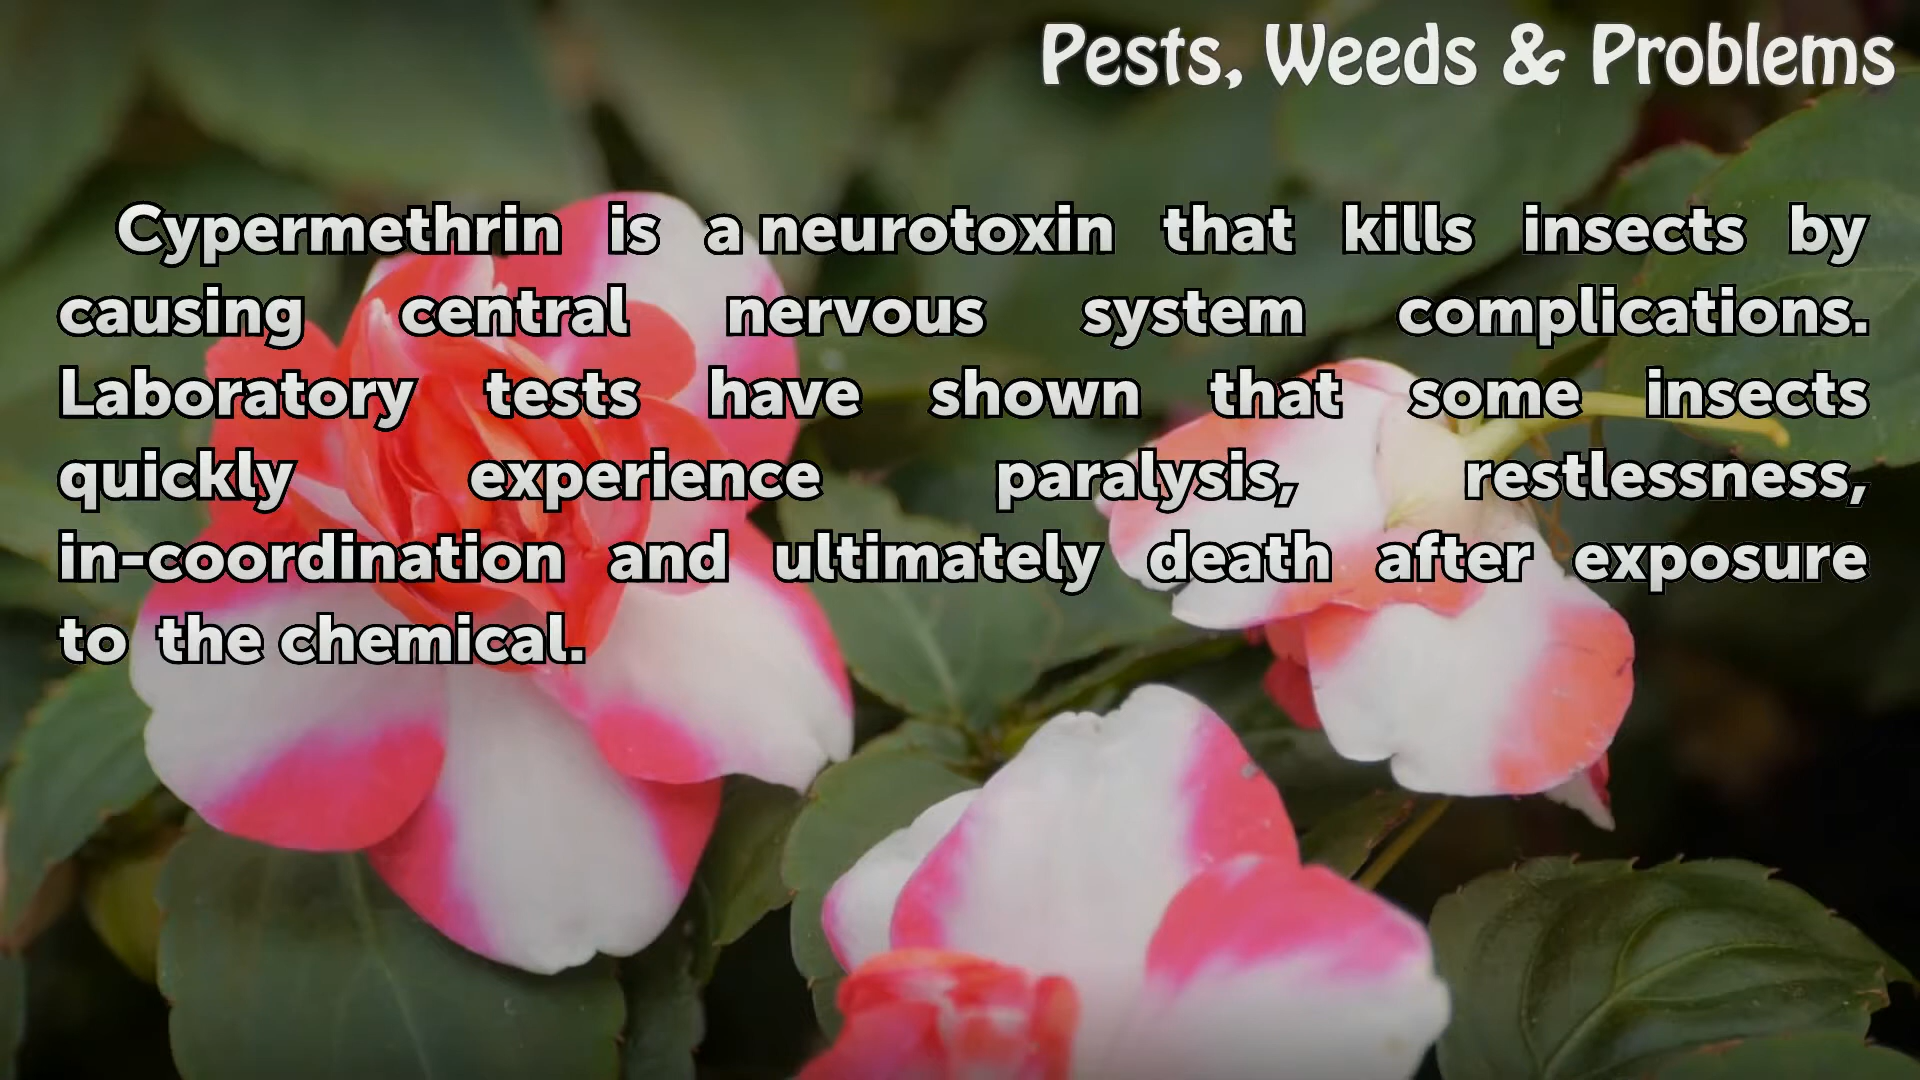 Pests, Weeds & Problems
Cypermethrin is a neurotoxin that kills insects by
causing central nervous system complications.
Laboratory tests have shown that some insects
quickly experience paralysis, restlessness,
in-coordination and ultimately death after exposure
to the chemical.